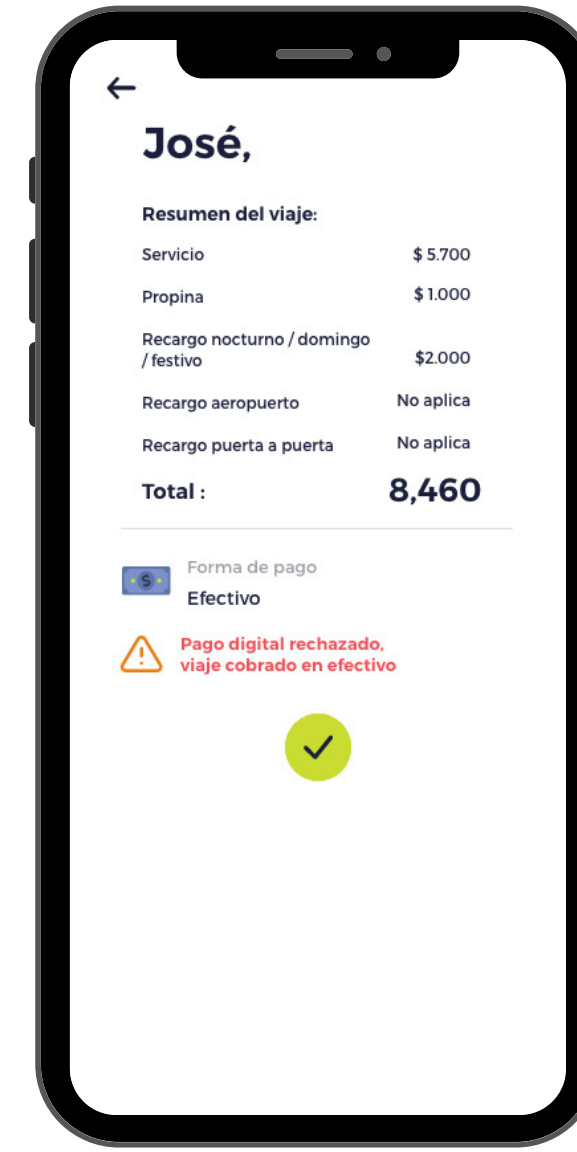 José,
Resumen del viaje:
Servicio $ 5.700
Propina $ 1.000
Recargo nocturno / domingo
/ festivo $2.000
Recargo aeropuerto No aplica
Recargo puerta a puerta No aplica
Total : 8,460
Forma de pago
$ Efectivo
Pago digital rechazado,
! viaje cobrado en efectivo